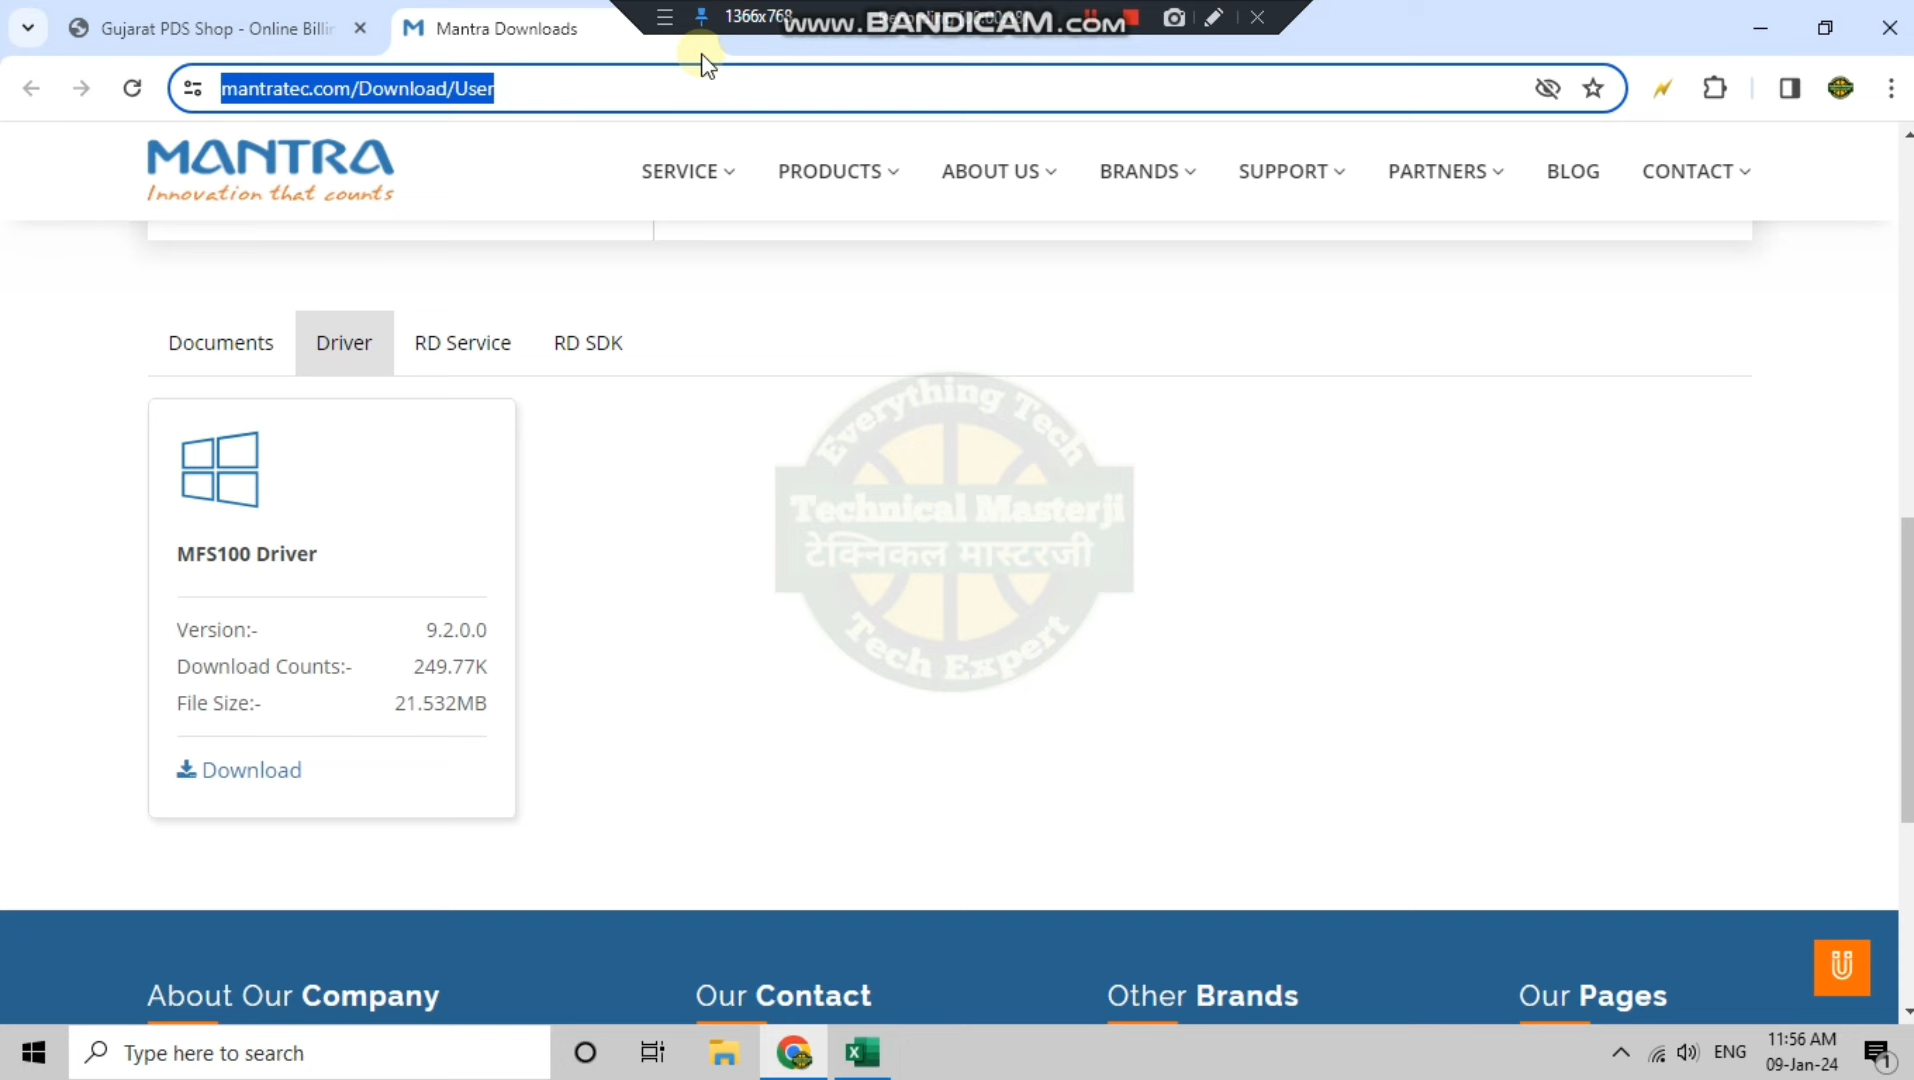 Gujarat PDS Shop - Online Billin
Mantra Downloads
1366x768
www.BANDICAM.com
mantratec.com/Download/User
MANTRA
Innovation that counts
SERVICE
PRODUCTS
ABOUT US
BRANDS
SUPPORT
PARTNERS
BLOG
CONTACT
Documents
Driver
RD Service
RD SDK
Everything Tech
Technical Masterji
टेक्निकल मास्टरजी
Tech Expert
MFS100 Driver
Version:- 9.2.0.0
Download Counts:- 249.77K
File Size:- 21.532MB
Download
About Our Company
Our Contact
Other Brands
Our Pages
Type here to search
ENG
11:56 AM
09-Jan-24
1